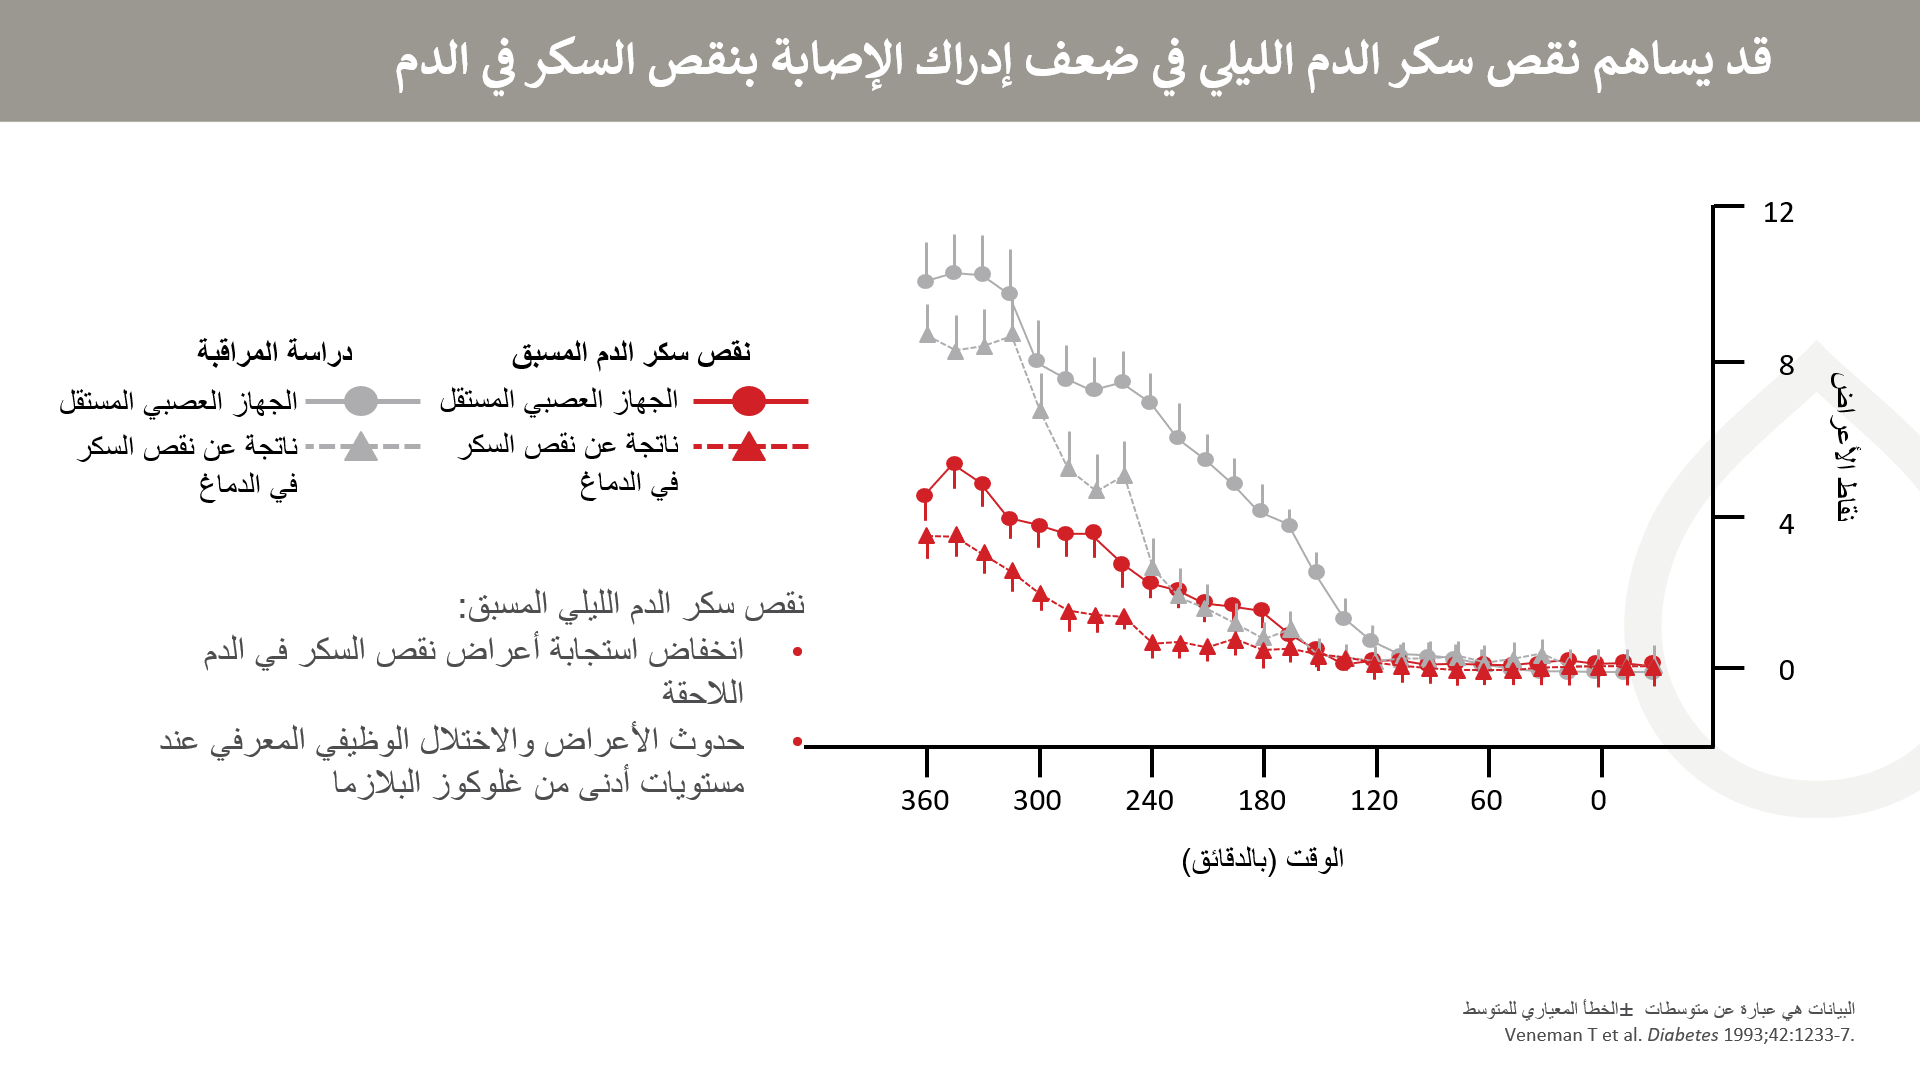 قد يساهم نقص سكر الدم الليلي في ضعف إدراك الإصابة بنقص السكر في الدم
12
8
4
0
نقاط الأعراض
360 300 240 180 120 60 0
الوقت (بالدقائق)
نقص سكر الدم المسبق
الجهاز العصبي المستقل
ناتجة عن نقص السكر
في الدماغ
دراسة المراقبة
الجهاز العصبي المستقل
ناتجة عن نقص السكر
في الدماغ
نقص سكر الدم الليلي المسبق:
• انخفاض استجابة أعراض نقص السكر في الدم
اللاحقة
• حدوث الأعراض والاختلال الوظيفي المعرفي عند
مستويات أدنى من غلوكوز البلازما
البيانات هي عبارة عن متوسطات ±الخطأ المعياري للمتوسط
Veneman T et al. Diabetes 1993;42:1233-7.